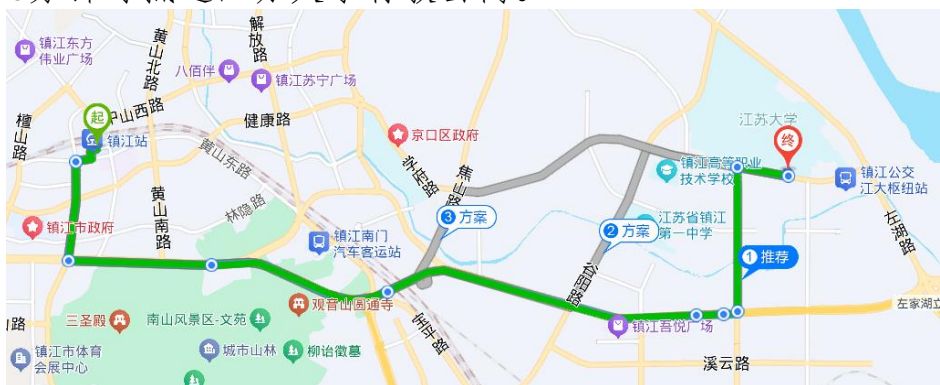 镇江东方
伟业广场
黄山北路
解放路
八佰伴
镇江苏宁广场
起
中山西路
檀山路
镇江站
健康路
黄山东路
京口区政府
学府路
焦山路
江苏大学
终
镇江高等职业
技术学校
镇江公交
江大枢纽站
左湖路
镇江市政府
黄山南路
林隐路
镇江南门
汽车客运站
3 方案
2 方案
江苏省镇江
第一中学
1 推荐
谷阳路
观音山圆通寺
三圣殿
南山风景区-文苑
左家湖立
镇江吾悦广场
路
镇江市体育
会展中心
城市山林
柳诒徵墓
宝平路
溪云路